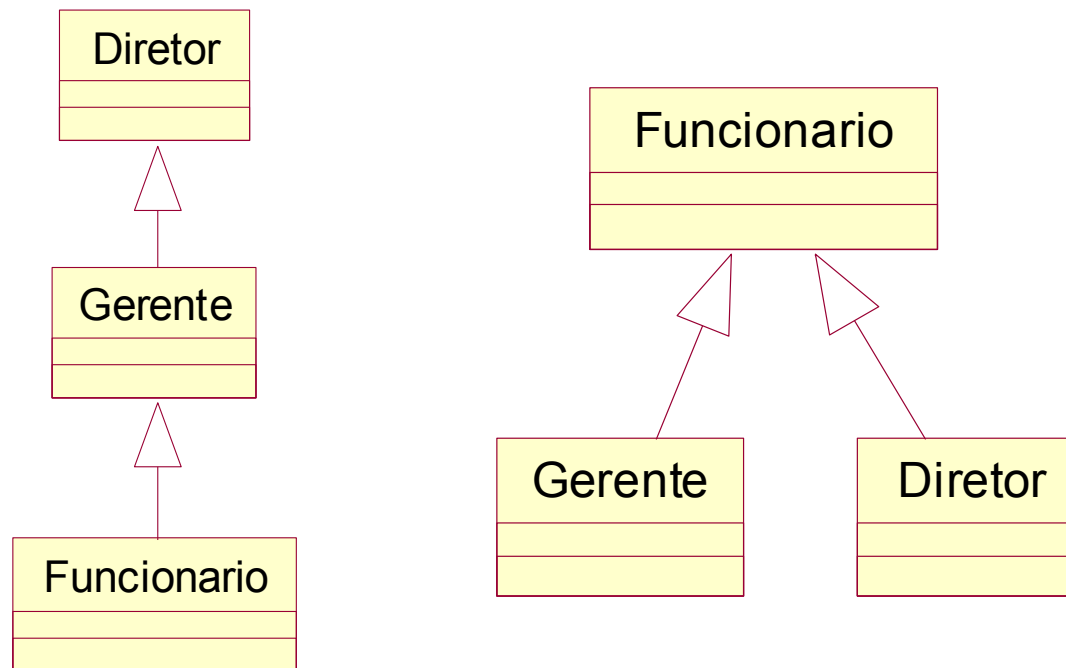 Diretor
Gerente
Funcionario
Funcionario
Gerente
Diretor